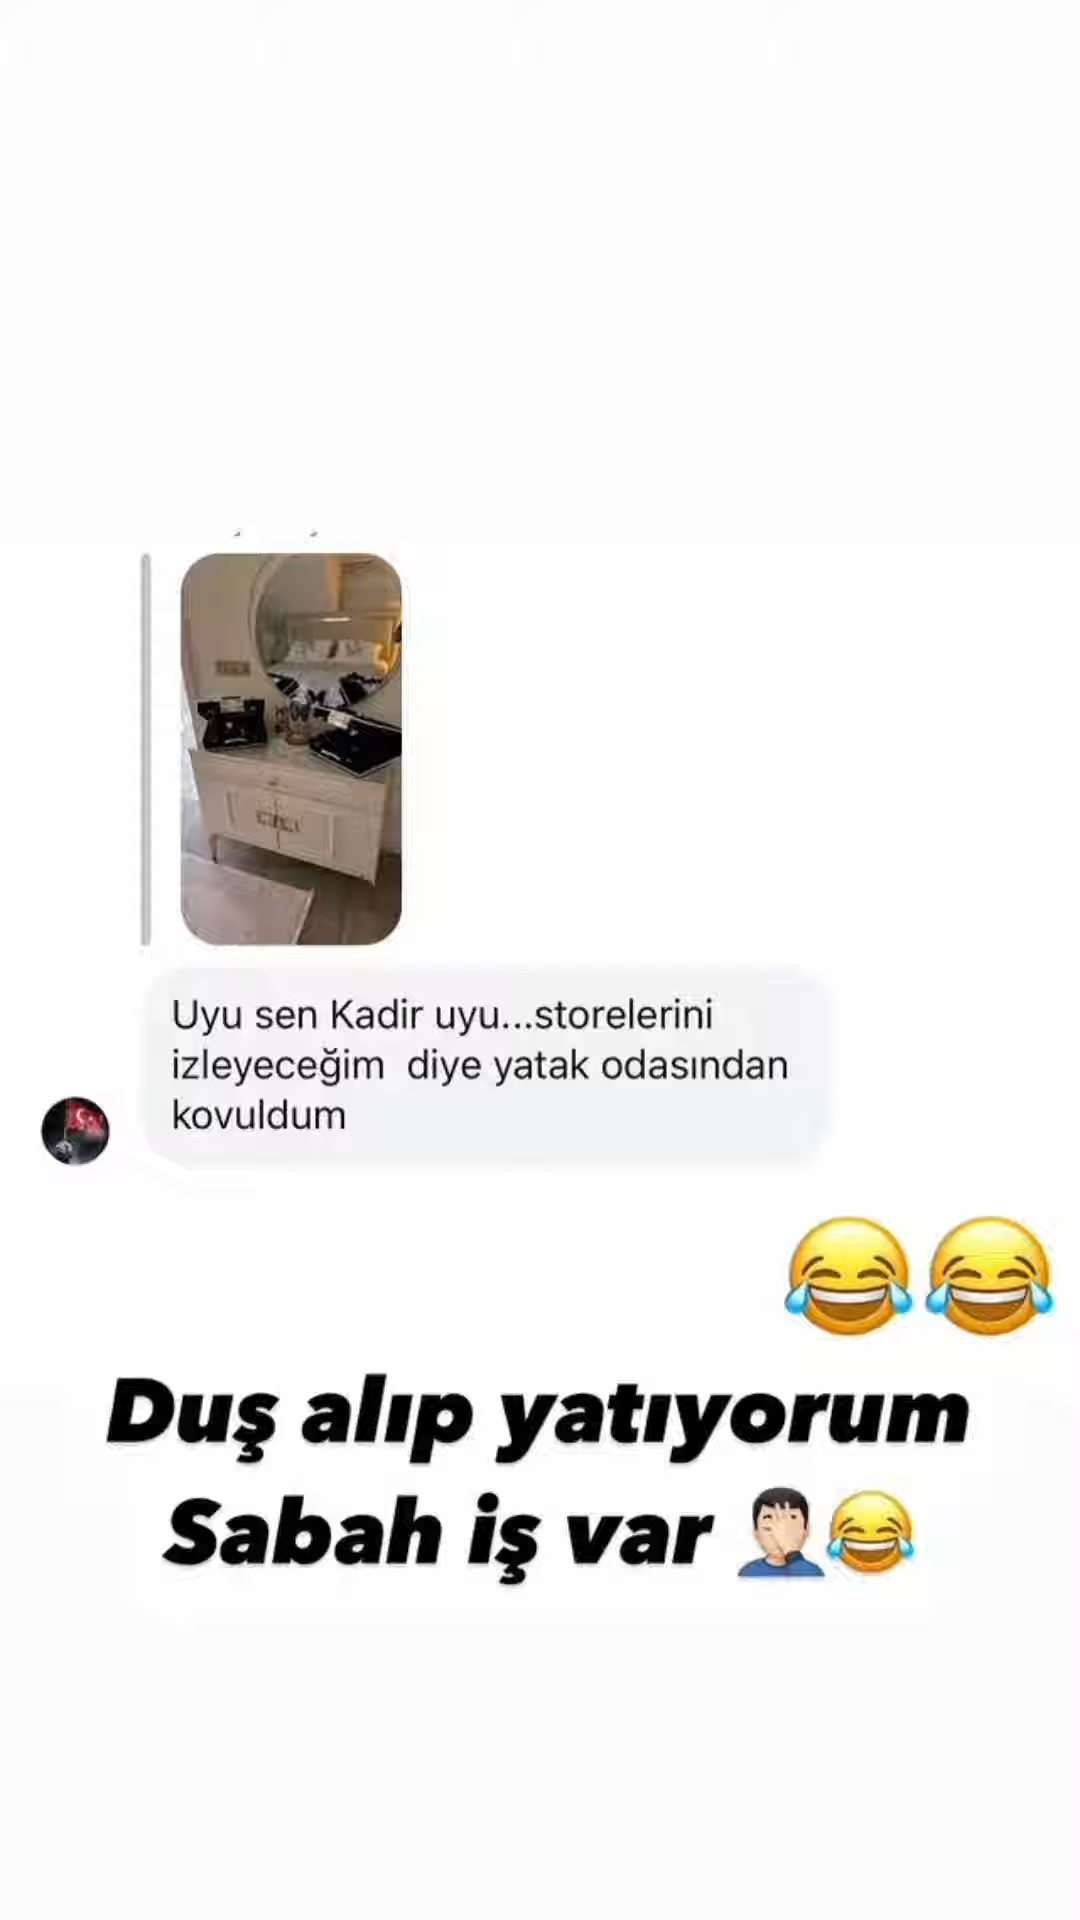 Uyu sen Kadir uyu...storelerini
izleyeceğim  diye yatak odasından
kovuldum
😂😂
Duş alıp yatıyorum
Sabah iş var 🤦🏻‍♂️😂